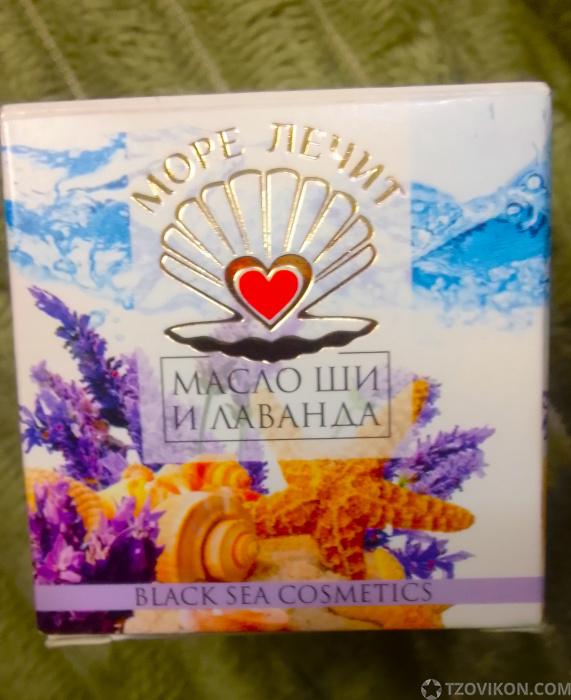 МОРЕ ЛЕЧИТ
МАСЛО ШИ
И ЛАВАНДА
BLACK SEA COSMETICS
TZOVIKON.COM